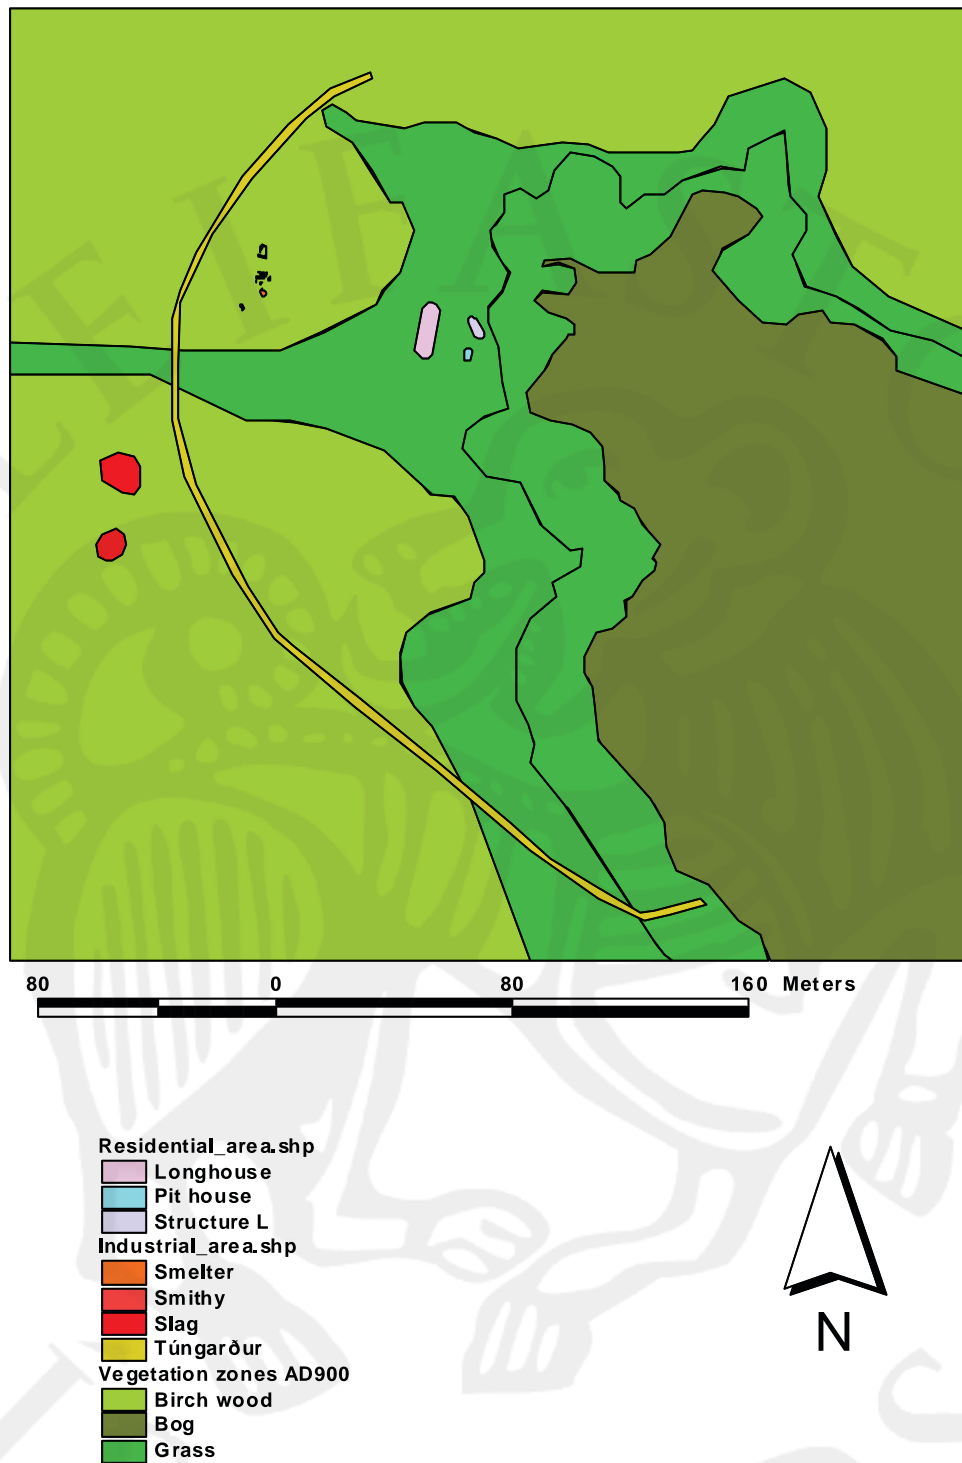 80 0 80 160 Meters
Residential_area.shp
Longhouse
Pit house
Structure L
Industrial_area.shp
Smelter
Smithy
Slag
Túngarður
Vegetation zones AD900
Birch wood
Bog
Grass
N